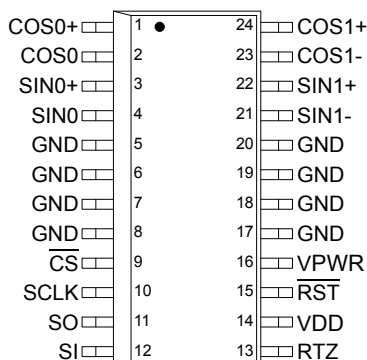 COS0+ 1 24 COS1+
COS0 2 23 COS1-
SIN0+ 3 22 SIN1+
SIN0 4 21 SIN1-
GND 5 20 GND
GND 6 19 GND
GND 7 18 GND
GND 8 17 GND
C̅S̅ 9 16 VPWR
SCLK 10 15 R̅S̅T̅
SO 11 14 VDD
SI 12 13 RTZ